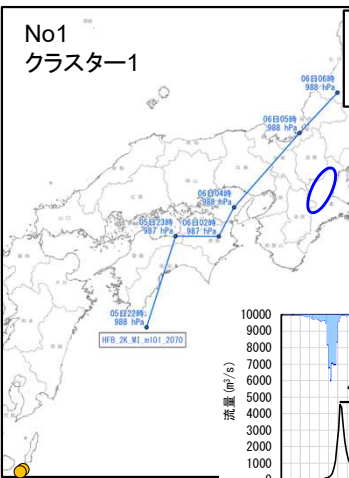 No1
クラスター1
06日06時
988 hPa
06日05時
988 hPa
06日04時
988 hPa
05日23時
987 hPa
06日02時
987 hPa
05日22時
988 hPa
HFB_2K_MI_m101_2070
流量 (m³/s)
10000
9000
8000
7000
6000
5000
4000
3000
2000
1000
0